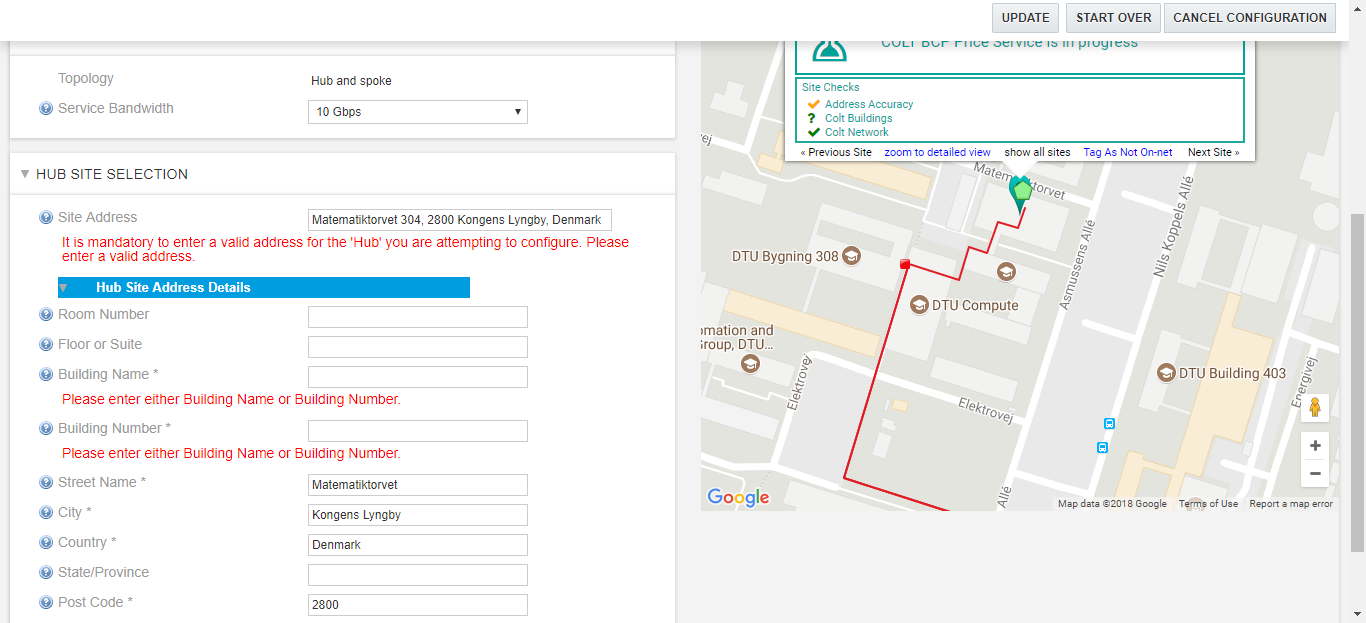 UPDATE
START OVER
CANCEL CONFIGURATION
Topology
Hub and spoke
Service Bandwidth
10 Gbps
HUB SITE SELECTION
Site Address
Matematiktorvet 304, 2800 Kongens Lyngby, Denmark
It is mandatory to enter a valid address for the 'Hub' you are attempting to configure. Please
enter a valid address.
Hub Site Address Details
Room Number
Floor or Suite
Building Name *
Please enter either Building Name or Building Number.
Building Number *
Please enter either Building Name or Building Number.
Street Name *
Matematiktorvet
City *
Kongens Lyngby
Country *
Denmark
State/Province
Post Code *
2800
COLT BCP Price Service is in progress
Site Checks
Address Accuracy
? Colt Buildings
Colt Network
« Previous Site
zoom to detailed view
show all sites
Tag As Not On-net
Next Site »
Matematiktorvet
DTU Bygning 308
DTU Compute
Asmussens Allé
Nils Koppels Allé
omation and
Group, DTU...
Elektrovej
Elektrovej
DTU Building 403
Energivej
Allé
Google
Map data ©2018 Google
Terms of Use
Report a map error